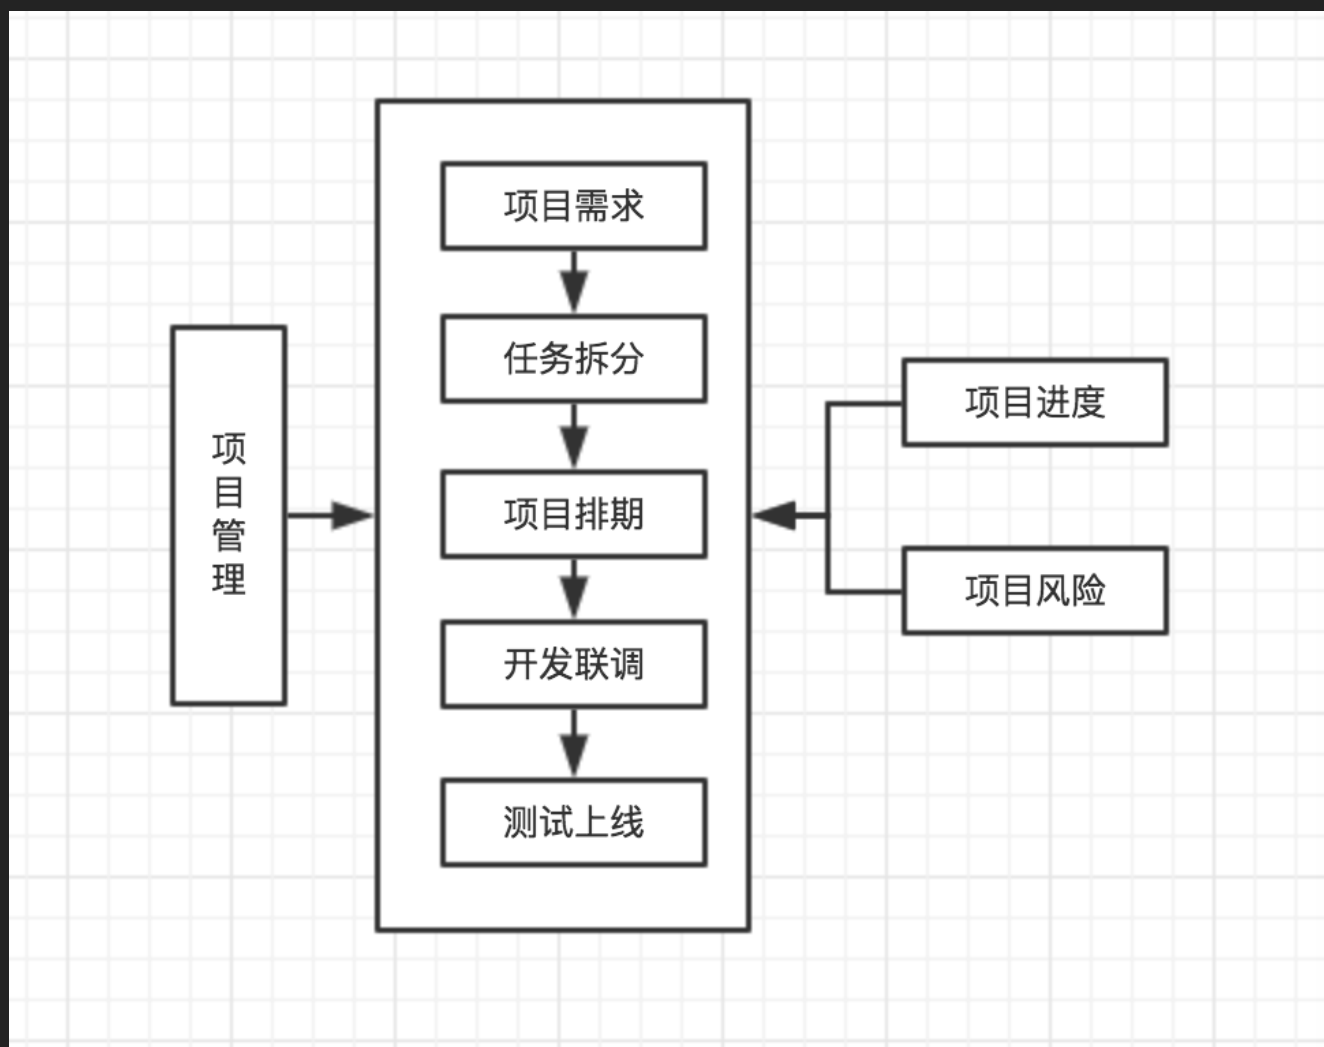 项目管理
项目需求
任务拆分
项目排期
开发联调
测试上线
项目进度
项目风险